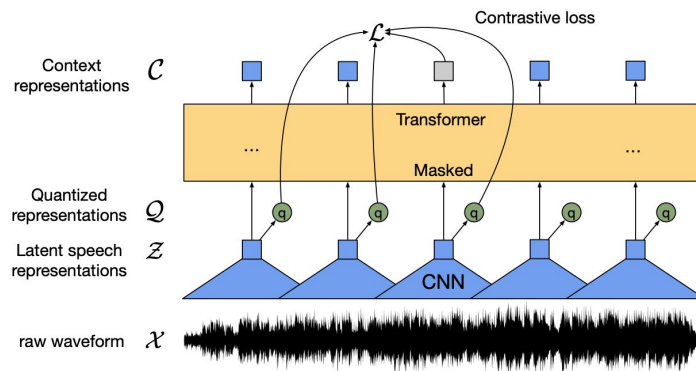 Contrastive loss
ℒ
Context
representations
𝒞
Transformer
...
...
Masked
Quantized
representations
𝒬
q
q
q
q
q
Latent speech
representations
𝒵
CNN
raw waveform
𝒳